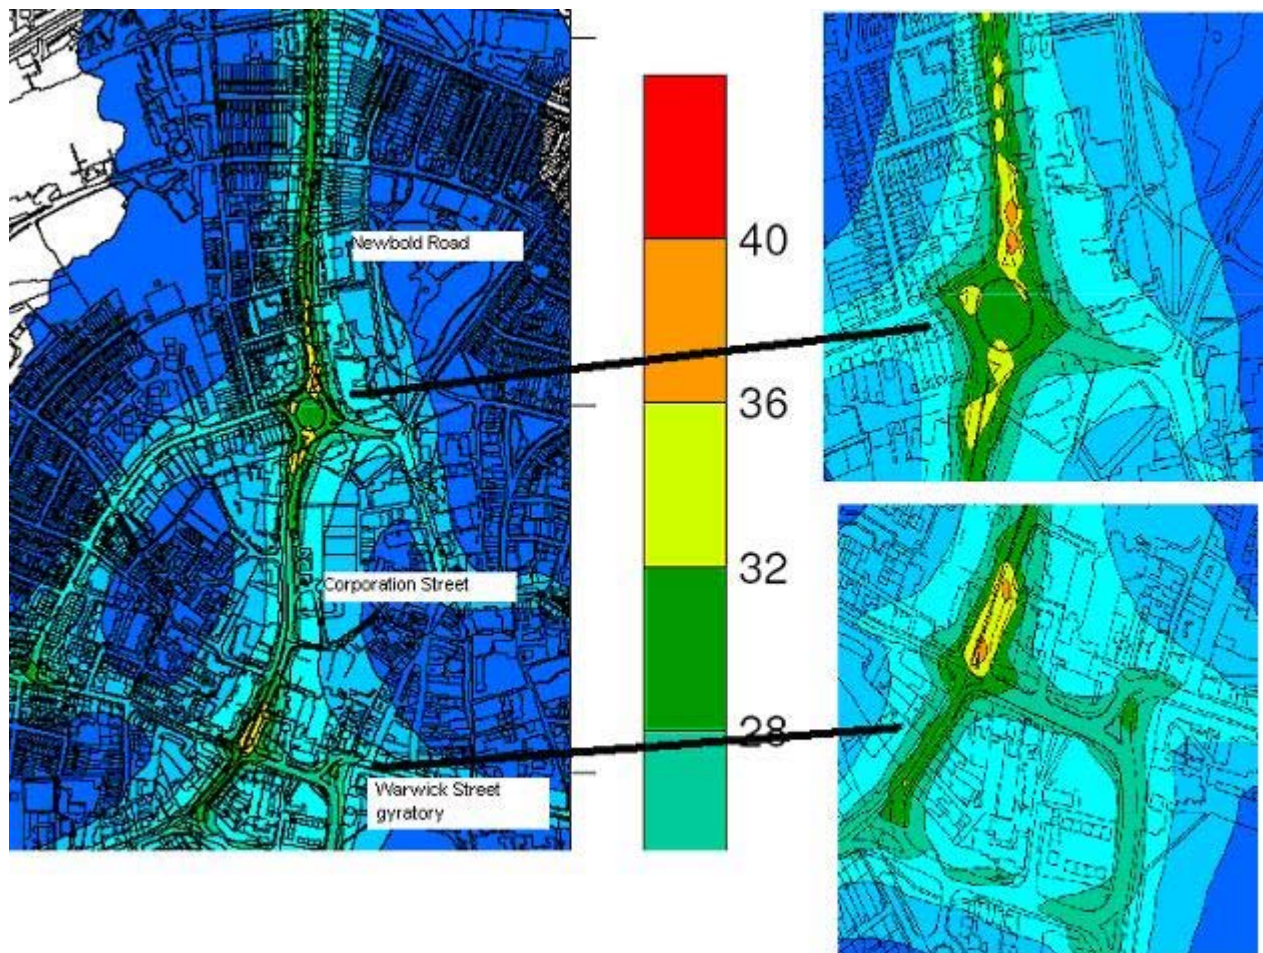 Newbold Road
Corporation Street
Warwick Street
gyratory
40
36
32
28